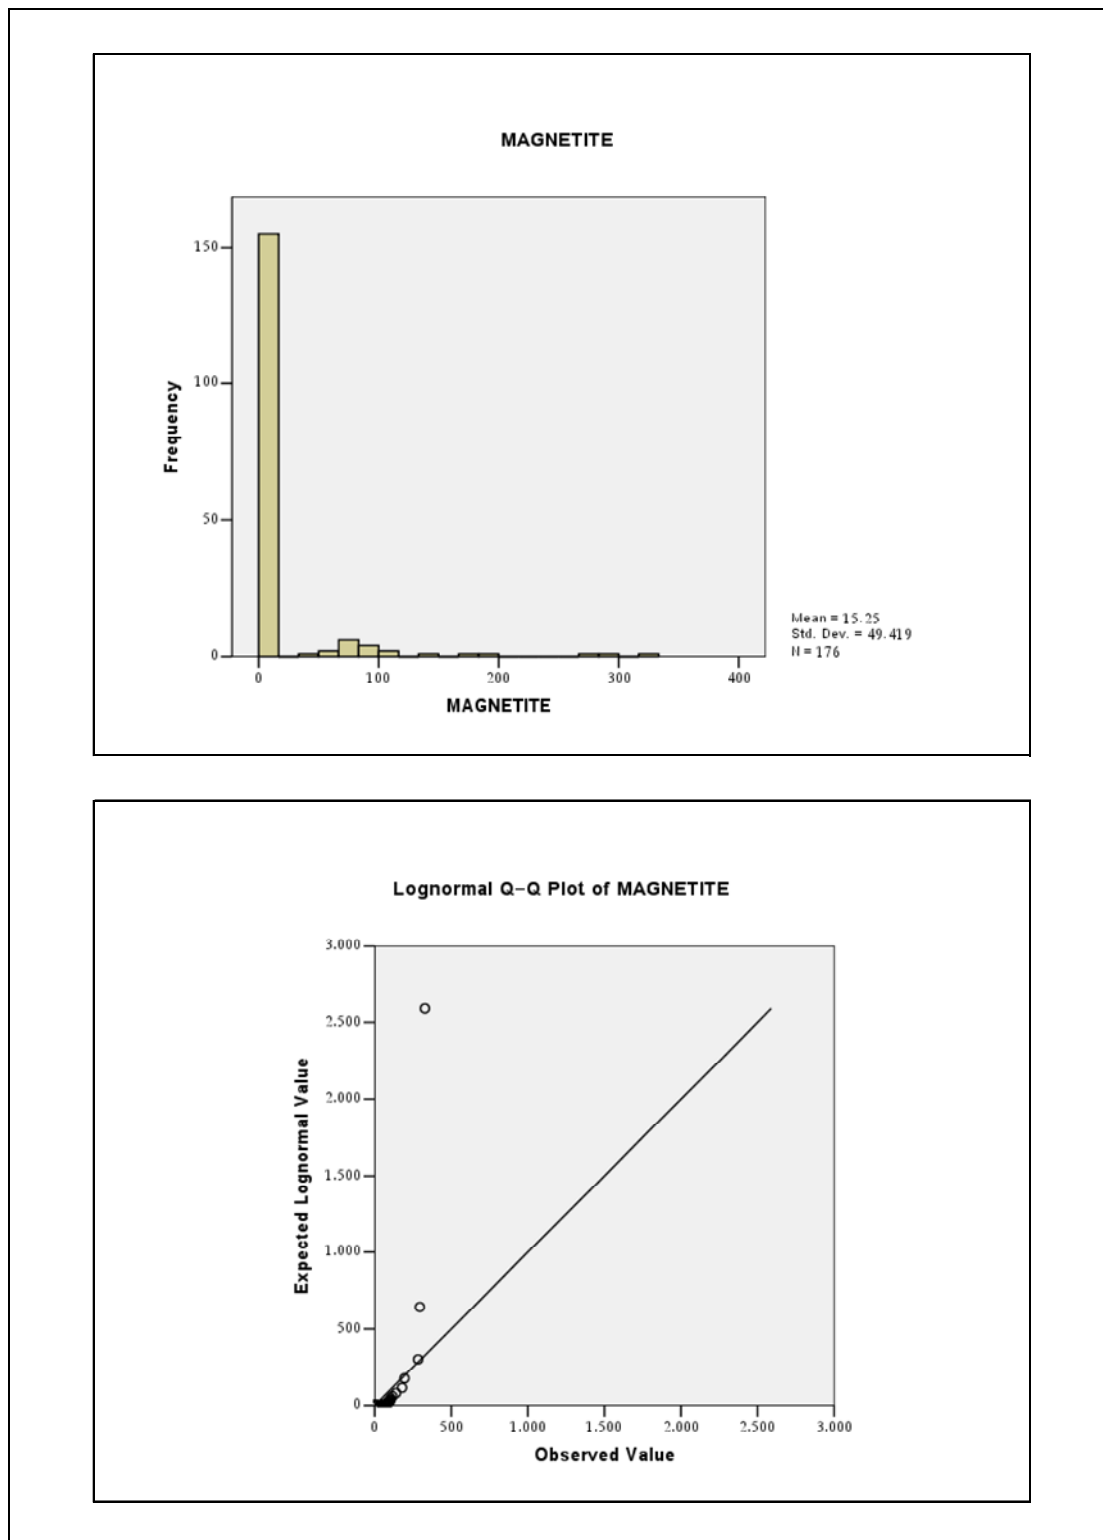 MAGNETITE
150
100
50
0
Frequency
0 100 200 300 400
MAGNETITE
Mean = 15.25
Std. Dev. = 49.419
N = 176
Lognormal Q-Q Plot of MAGNETITE
3.000
2.500
2.000
1.500
1.000
500
0
Expected Lognormal Value
0 500 1.000 1.500 2.000 2.500 3.000
Observed Value